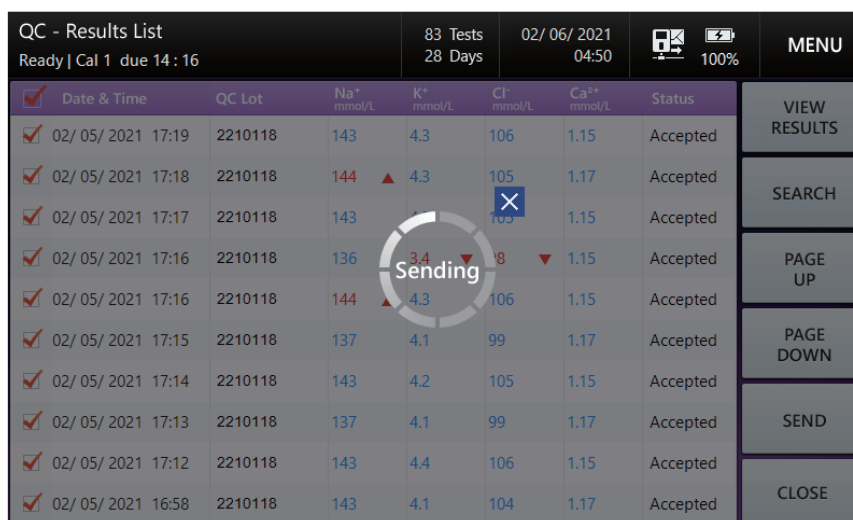 QC - Results List
Ready | Cal 1 due 14 : 16
83 Tests
28 Days
02/ 06/ 2021
04:50
100%
MENU
Date & Time QC Lot Na⁺ mmol/L K⁺ mmol/L Cl⁻ mmol/L Ca²⁺ mmol/L Status
02/ 05/ 2021 17:19 2210118 143 4.3 106 1.15 Accepted
02/ 05/ 2021 17:18 2210118 144 ▲ 4.3 105 1.17 Accepted
02/ 05/ 2021 17:17 2210118 143 1.15 Accepted
02/ 05/ 2021 17:16 2210118 136 3.4 ▼ ▼ 1.15 Accepted
Sending
02/ 05/ 2021 17:16 2210118 144 ▲ 4.3 106 1.15 Accepted
02/ 05/ 2021 17:15 2210118 137 4.1 99 1.17 Accepted
02/ 05/ 2021 17:14 2210118 143 4.2 105 1.15 Accepted
02/ 05/ 2021 17:13 2210118 137 4.1 99 1.17 Accepted
02/ 05/ 2021 17:12 2210118 143 4.4 106 1.15 Accepted
02/ 05/ 2021 16:58 2210118 143 4.1 104 1.17 Accepted
VIEW
RESULTS
SEARCH
PAGE
UP
PAGE
DOWN
SEND
CLOSE